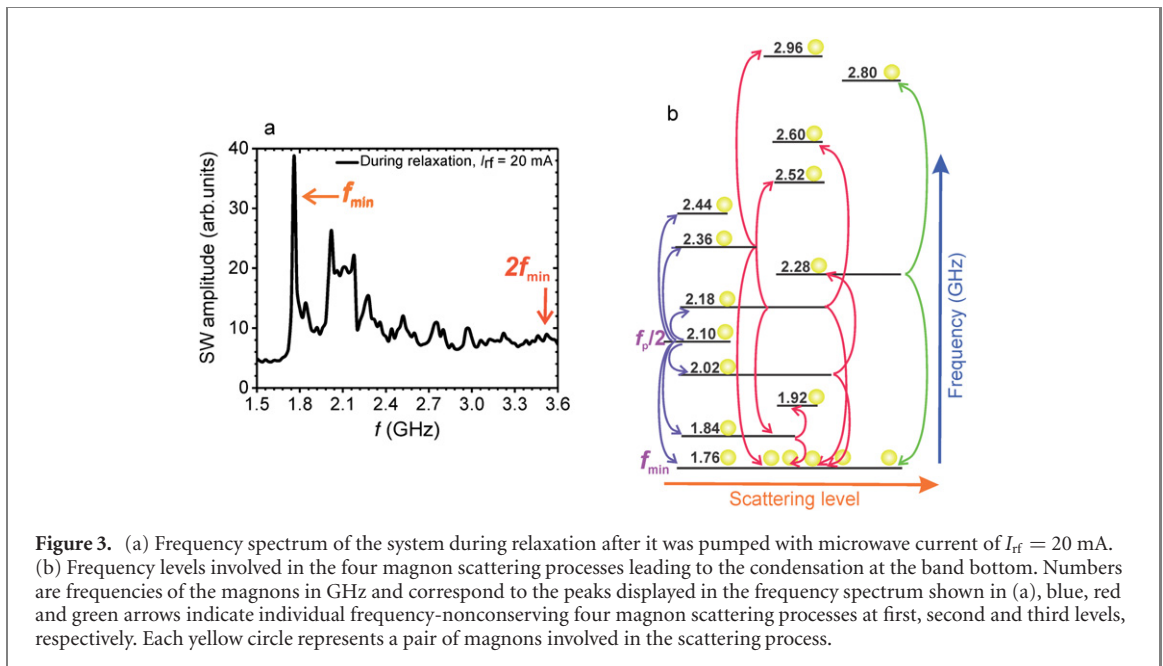 a
40
30
20
10
0
SW amplitude (arb.units)
During relaxation, Irf = 20 mA
fmin
2fmin
1.5 1.8 2.1 2.4 2.7 3.0 3.3 3.6
f (GHz)
b
2.96
2.80
2.60
2.52
2.44
2.36
2.28
2.18
fp/2 2.10
2.02
1.92
1.84
fmin 1.76
Scattering level
Frequency (GHz)
Figure 3. (a) Frequency spectrum of the system during relaxation after it was pumped with microwave current of Irf = 20 mA.
(b) Frequency levels involved in the four magnon scattering processes leading to the condensation at the band bottom. Numbers
are frequencies of the magnons in GHz and correspond to the peaks displayed in the frequency spectrum shown in (a), blue, red
and green arrows indicate individual frequency-nonconserving four magnon scattering processes at first, second and third levels,
respectively. Each yellow circle represents a pair of magnons involved in the scattering process.